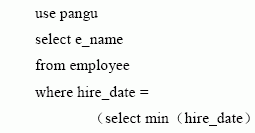 use pangu
select e_name
from employee
where hire_date =
（select min（hire_date）